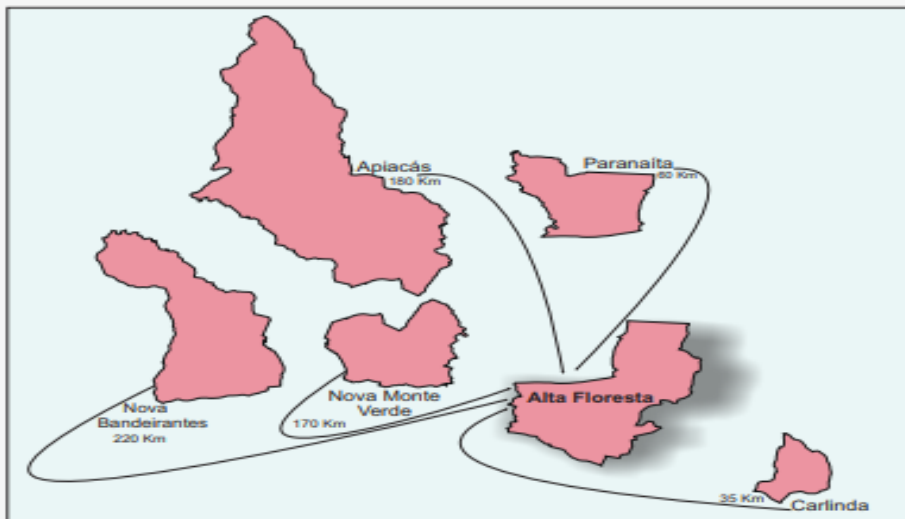 Apiacás
180 Km
Paranaíta
60 Km
Nova
Bandeirantes
220 Km
Nova Monte
Verde
170 Km
Alta Floresta
35 Km
Carlinda